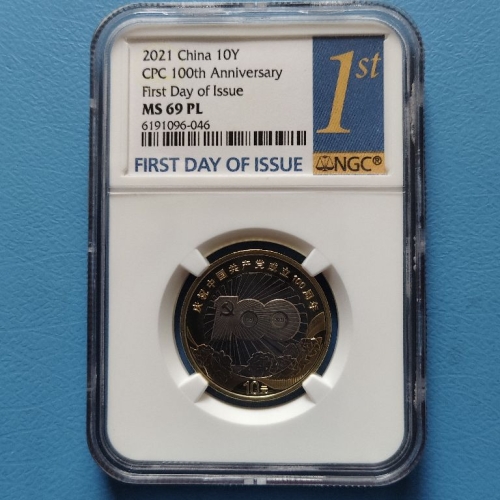 2021 China 10Y
CPC 100th Anniversary
First Day of Issue
MS 69 PL
6191096-046
FIRST DAY OF ISSUE
1st
NGC®
庆祝中国共产党成立100周年
100
10元